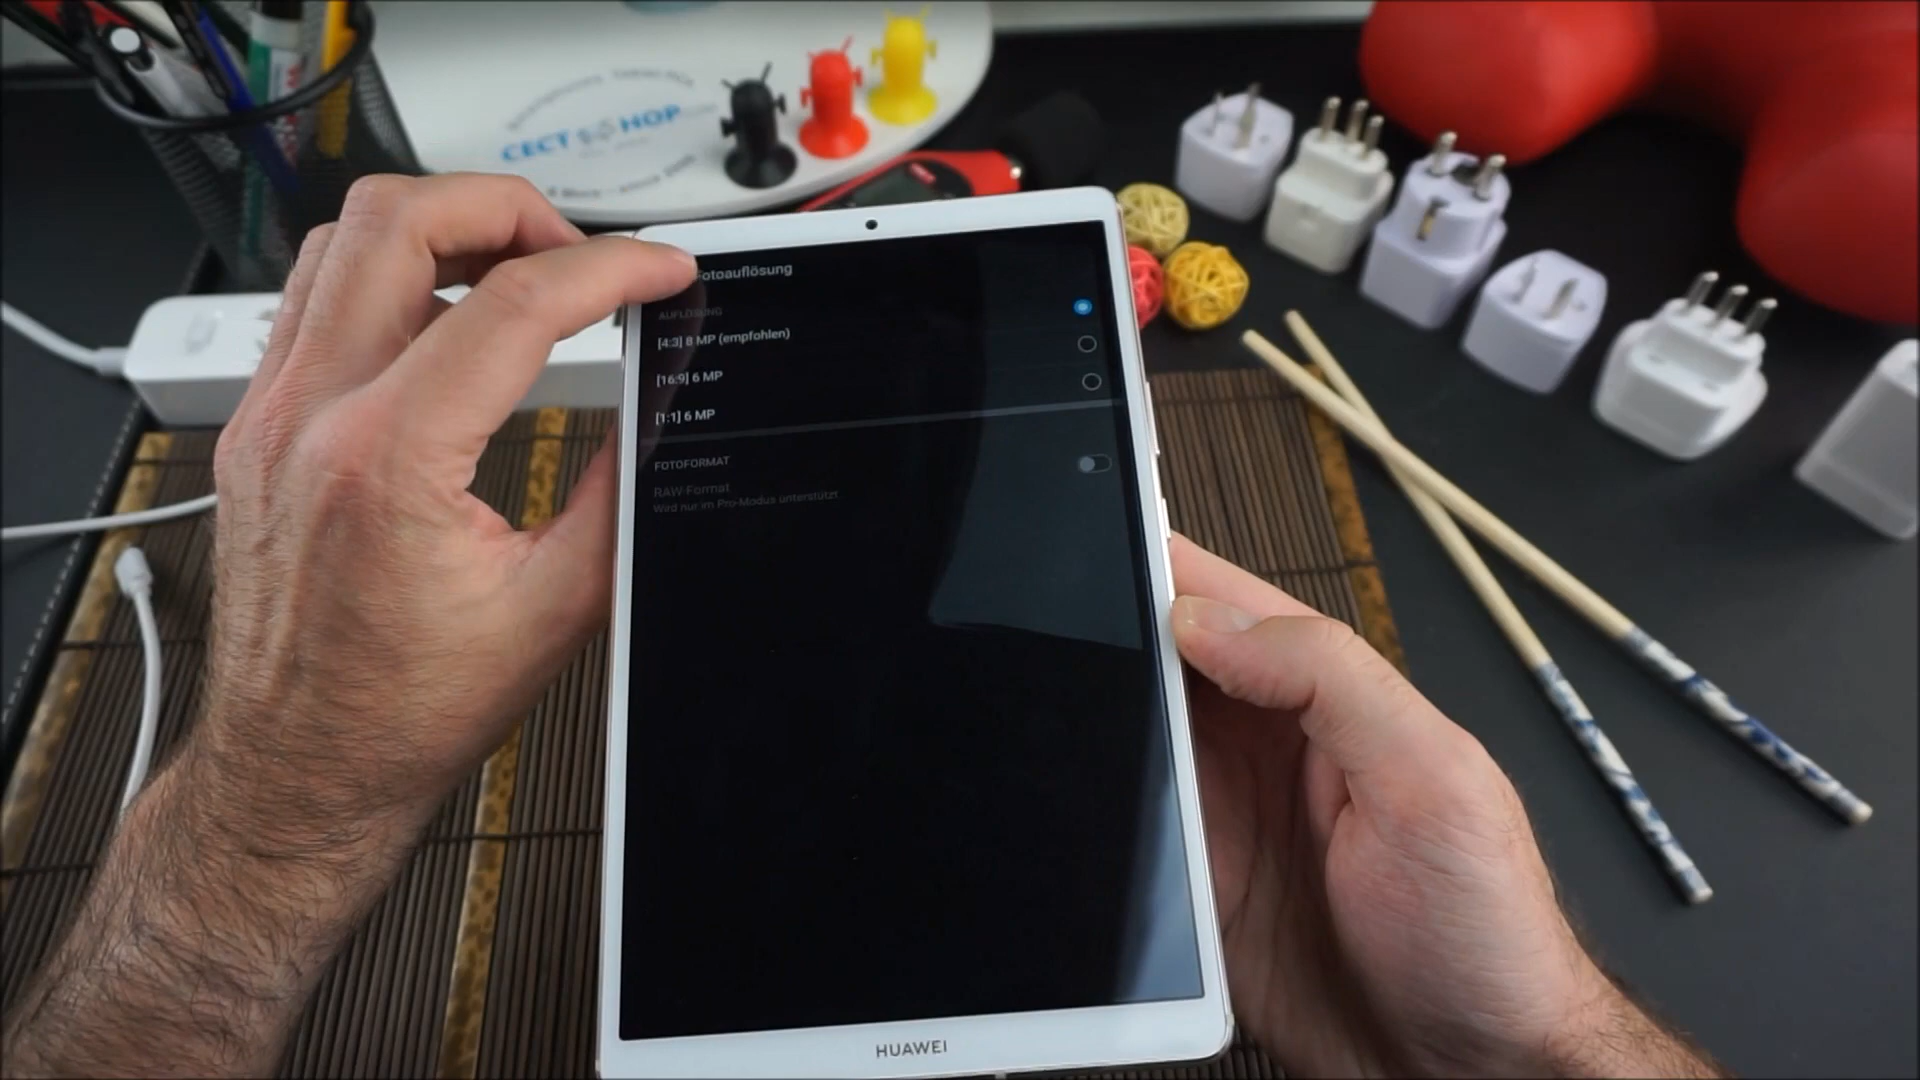 CECT SHOP
Fotoauflösung
AUFLÖSUNG
[4:3] 8 MP (empfohlen)
[16:9] 6 MP
[1:1] 6 MP
FOTOFORMAT
RAW-Format
Wird nur im Pro-Modus unterstützt.
HUAWEI